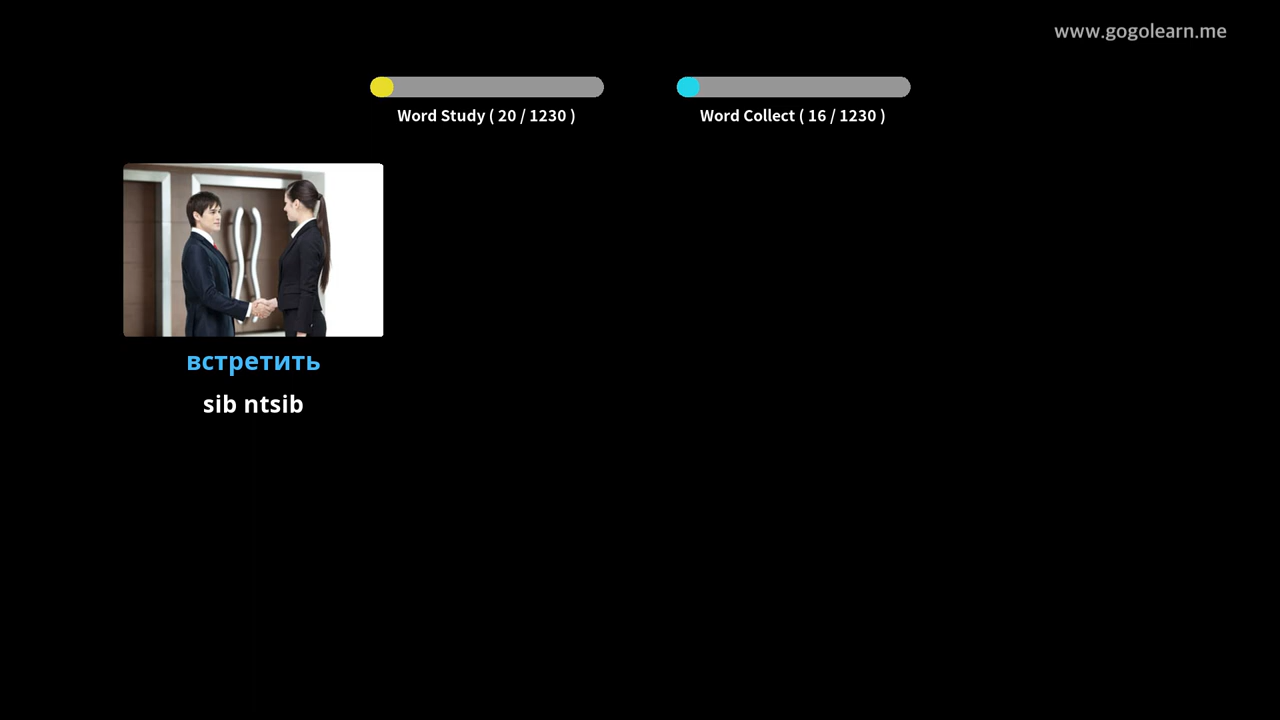 www.gogolearn.me
Word Study ( 20 / 1230 )
Word Collect ( 16 / 1230 )
встретить
sib ntsib